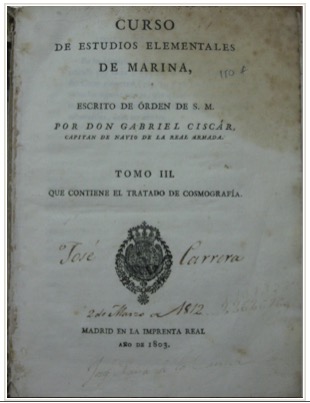 CURSO
DE ESTUDIOS ELEMENTALES
DE MARINA,
ESCRITO DE ÓRDEN DE S. M.
POR DON GABRIEL CISCÁR,
CAPITAN DE NAVIO DE LA REAL ARMADA.
TOMO III.
QUE CONTIENE EL TRATADO DE COSMOGRAFÍA.
José Carrera
2 de Marzo 1812
MADRID EN LA IMPRENTA REAL
AÑO DE 1803.